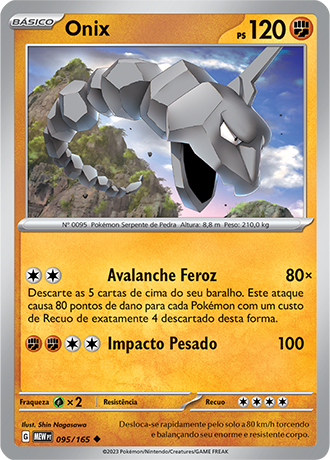 BÁSICO
Onix
PS 120
Nº 0095 Pokémon Serpente de Pedra Altura: 8,8 m Peso: 210,0 kg
Avalanche Feroz 80×
Descarte as 5 cartas de cima do seu baralho. Este ataque
causa 80 pontos de dano para cada Pokémon com um custo
de Recuo de exatamente 4 descartado desta forma.
Impacto Pesado 100
Fraqueza ×2 Resistência Recuo
Ilust. Shin Nagasawa
G MEW PT 095/165
Desloca-se rapidamente pelo solo a 80 km/h torcendo
e balançando seu enorme e resistente corpo.
©2023 Pokémon/Nintendo/Creatures/GAME FREAK